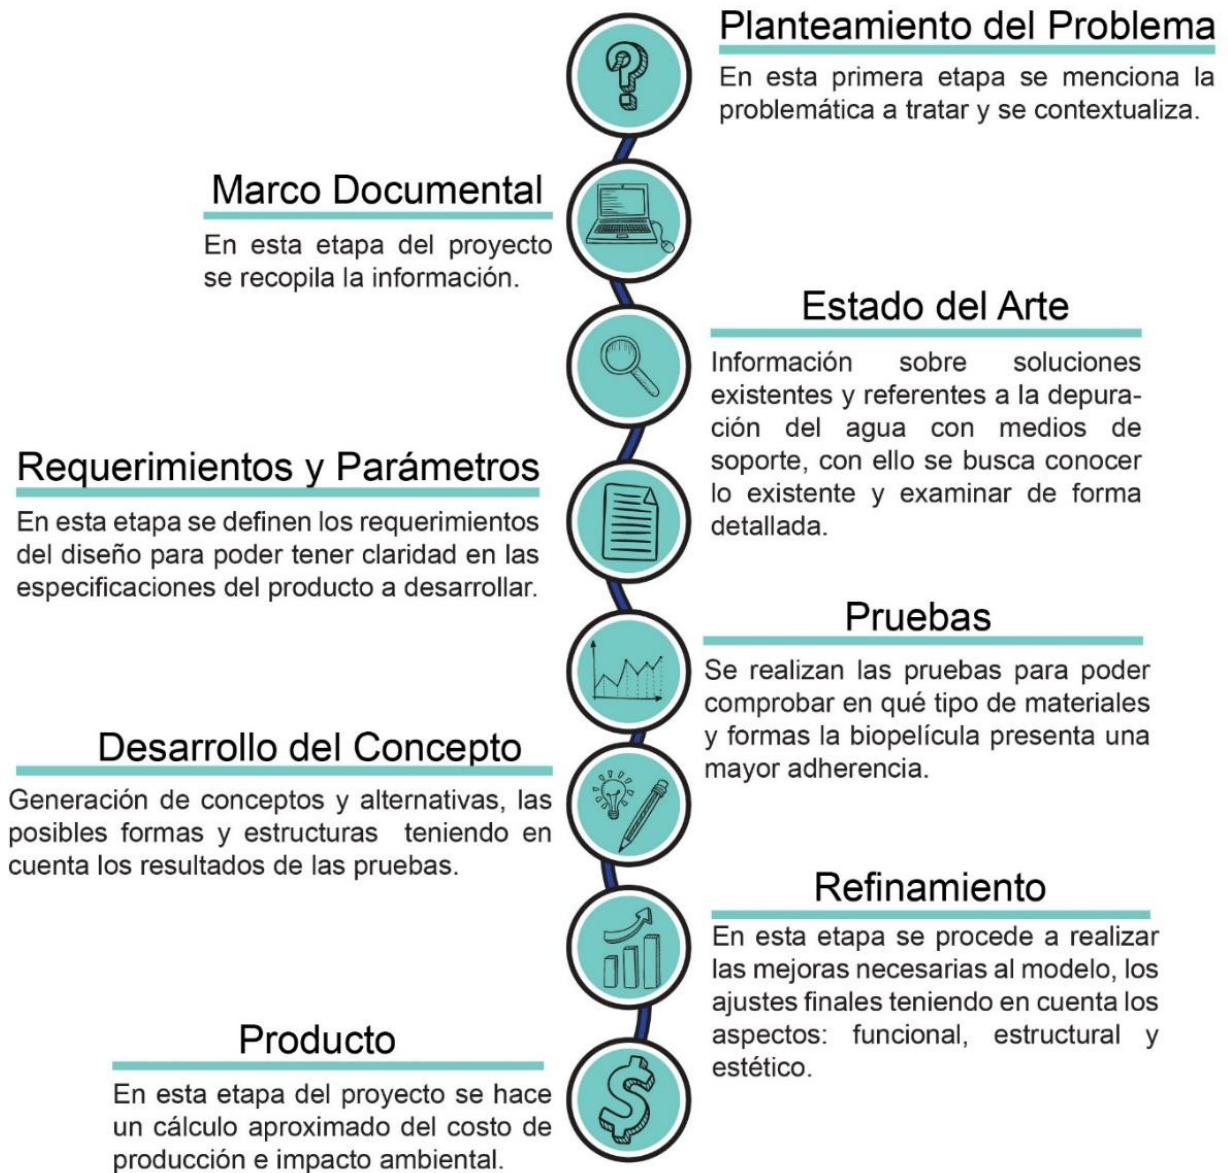 Planteamiento del Problema
En esta primera etapa se menciona la
problemática a tratar y se contextualiza.
Marco Documental
En esta etapa del proyecto
se recopila la información.
Estado del Arte
Información sobre soluciones
existentes y referentes a la depura-
ción del agua con medios de
soporte, con ello se busca conocer
lo existente y examinar de forma
detallada.
Requerimientos y Parámetros
En esta etapa se definen los requerimientos
del diseño para poder tener claridad en las
especificaciones del producto a desarrollar.
Pruebas
Se realizan las pruebas para poder
comprobar en qué tipo de materiales
y formas la biopelícula presenta una
mayor adherencia.
Desarrollo del Concepto
Generación de conceptos y alternativas, las
posibles formas y estructuras teniendo en
cuenta los resultados de las pruebas.
Refinamiento
En esta etapa se procede a realizar
las mejoras necesarias al modelo, los
ajustes finales teniendo en cuenta los
aspectos: funcional, estructural y
estético.
Producto
En esta etapa del proyecto se hace
un cálculo aproximado del costo de
producción e impacto ambiental.